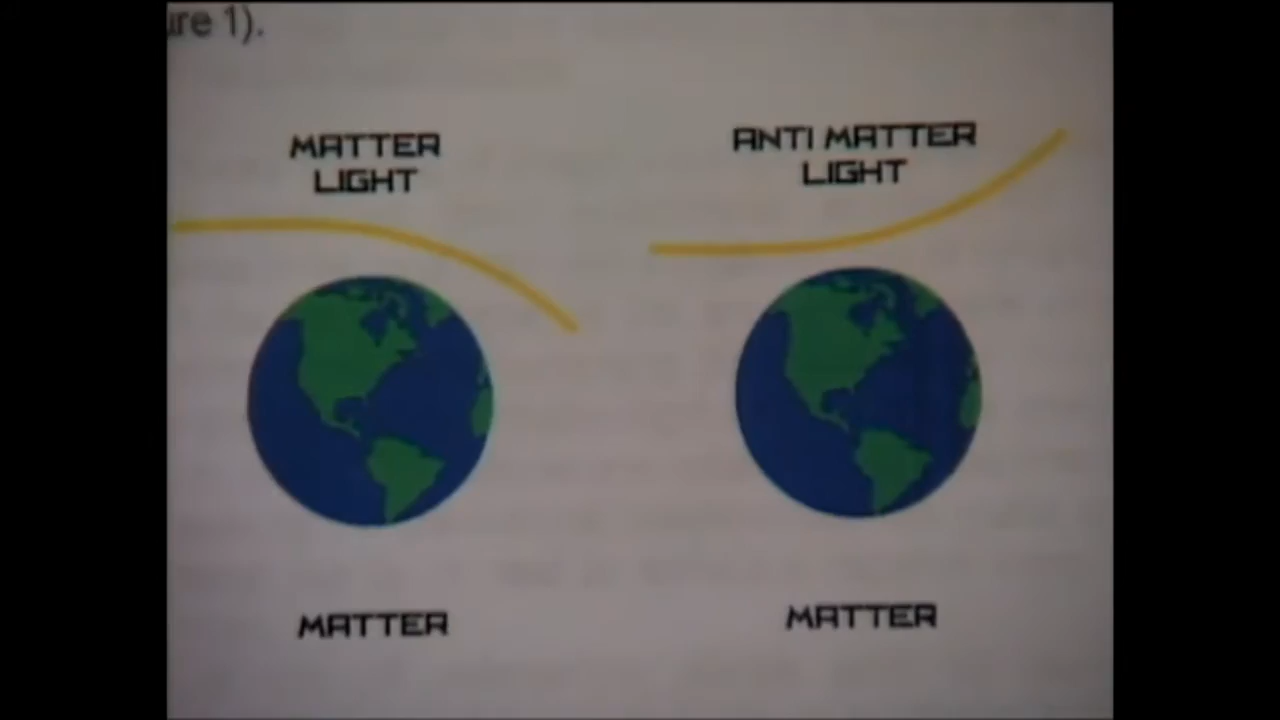 ure 1).
MATTER
LIGHT
ANTI MATTER
LIGHT
MATTER
MATTER